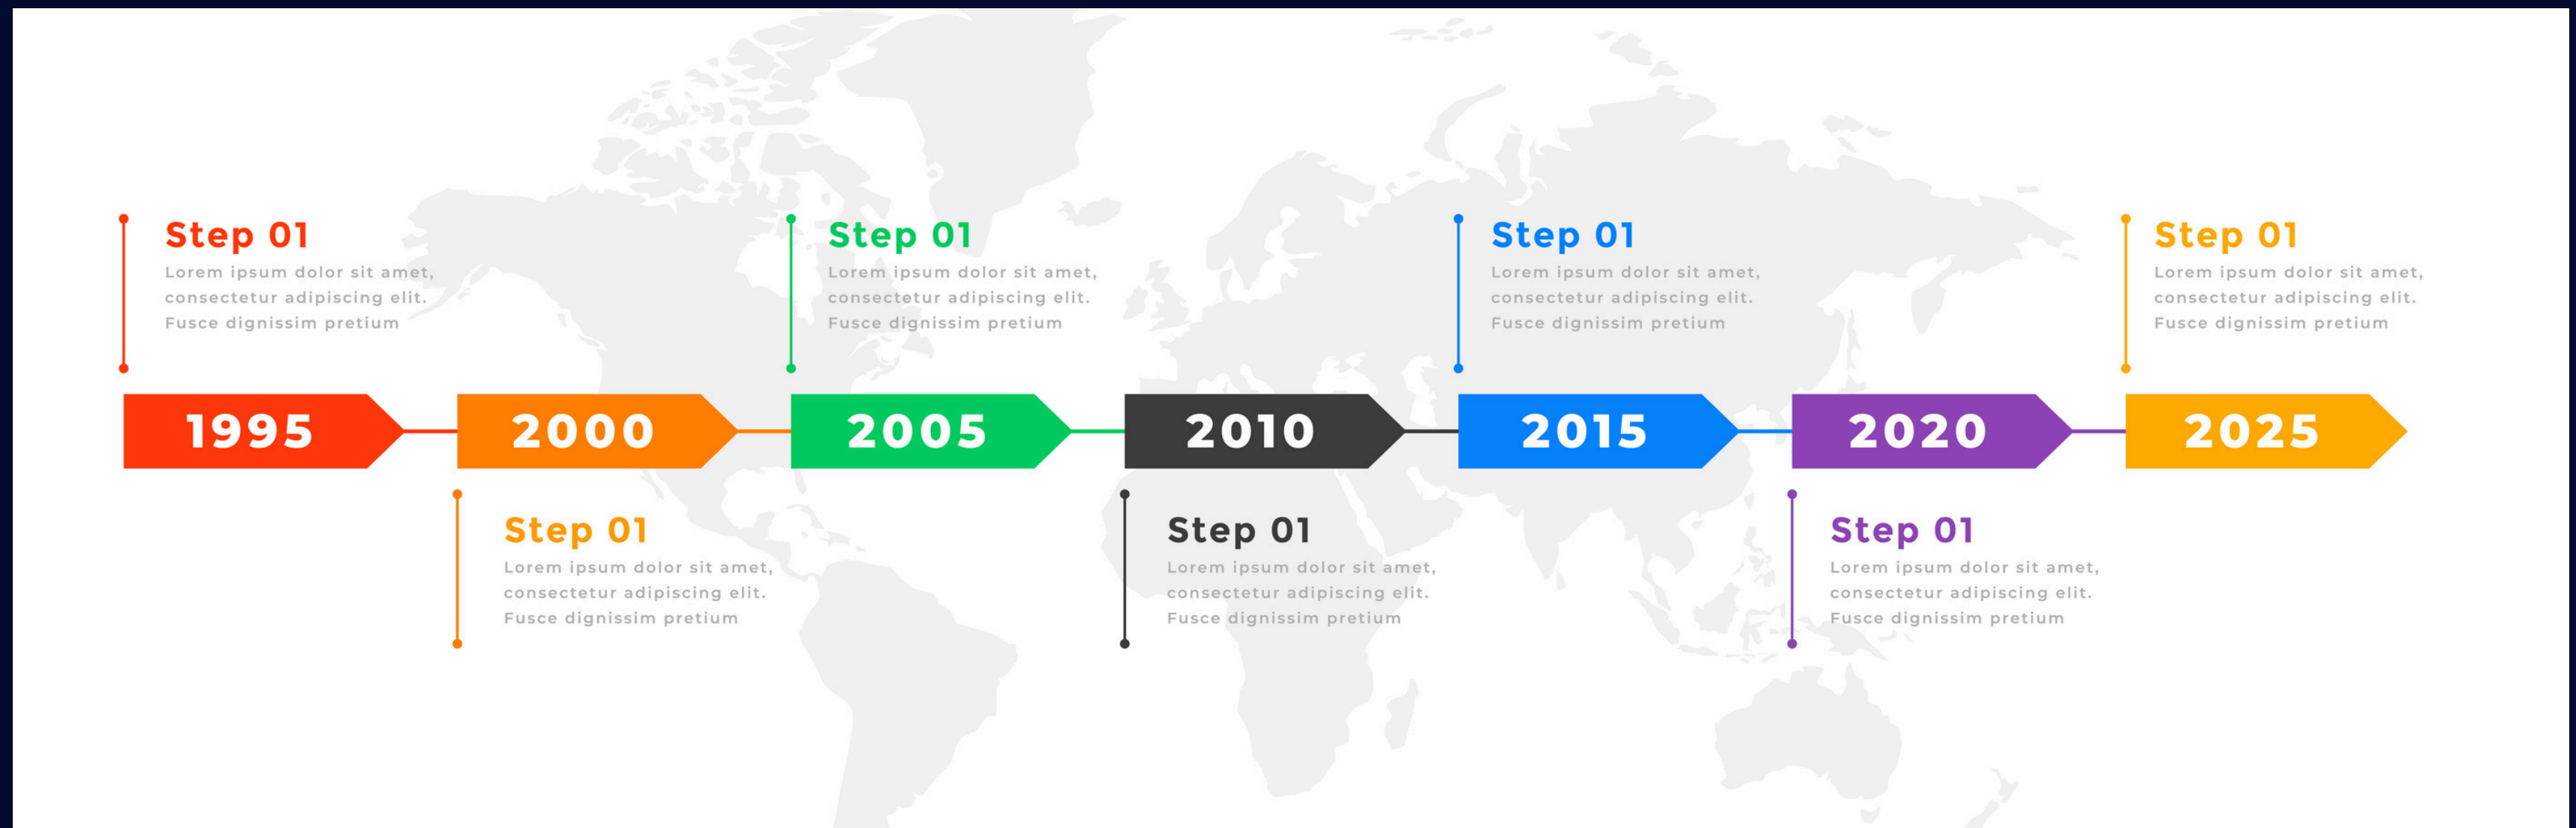 Step 01
Lorem ipsum dolor sit amet,
consectetur adipiscing elit.
Fusce dignissim pretium
Step 01
Lorem ipsum dolor sit amet,
consectetur adipiscing elit.
Fusce dignissim pretium
Step 01
Lorem ipsum dolor sit amet,
consectetur adipiscing elit.
Fusce dignissim pretium
Step 01
Lorem ipsum dolor sit amet,
consectetur adipiscing elit.
Fusce dignissim pretium
1995
2000
2005
2010
2015
2020
2025
Step 01
Lorem ipsum dolor sit amet,
consectetur adipiscing elit.
Fusce dignissim pretium
Step 01
Lorem ipsum dolor sit amet,
consectetur adipiscing elit.
Fusce dignissim pretium
Step 01
Lorem ipsum dolor sit amet,
consectetur adipiscing elit.
Fusce dignissim pretium